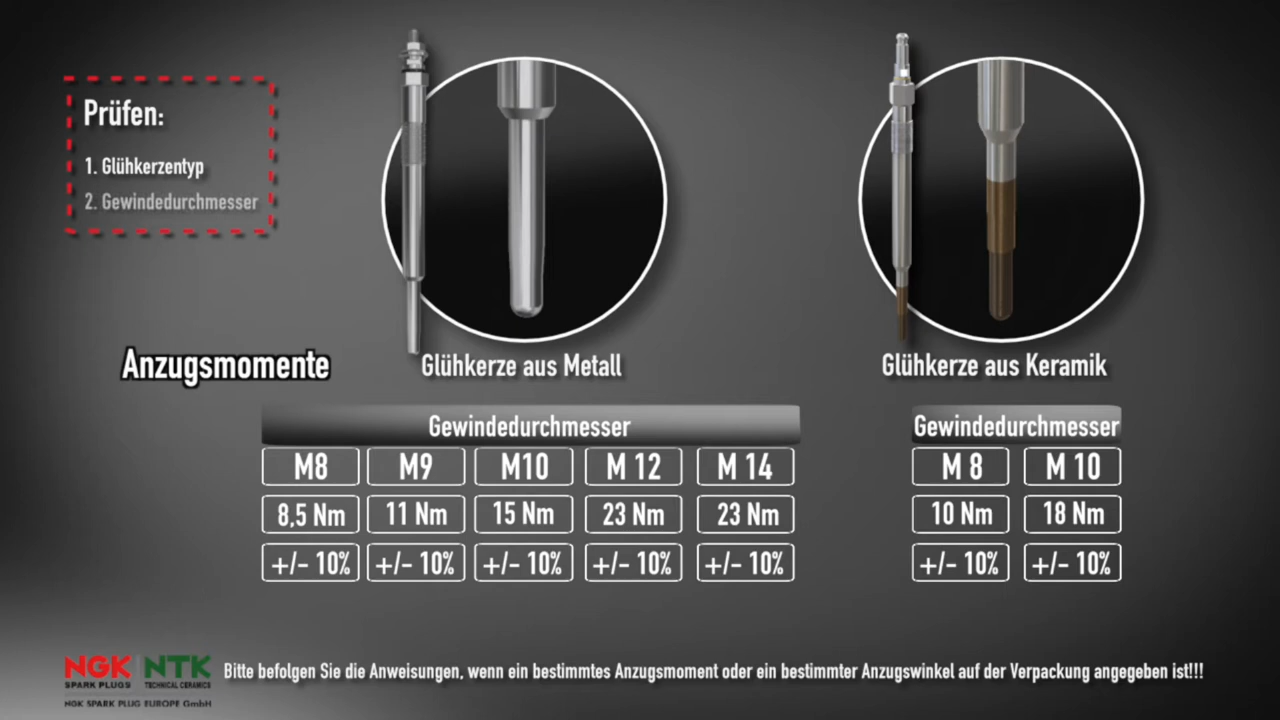 Prüfen:
1. Glühkerzentyp
2. Gewindedurchmesser
Anzugsmomente
Glühkerze aus Metall
Glühkerze aus Keramik
Gewindedurchmesser
M8 M9 M10 M 12 M 14
8,5 Nm 11 Nm 15 Nm 23 Nm 23 Nm
+/- 10% +/- 10% +/- 10% +/- 10% +/- 10%
Gewindedurchmesser
M 8 M 10
10 Nm 18 Nm
+/- 10% +/- 10%
NGK NTK
SPARK PLUGS TECHNICAL CERAMICS
NGK SPARK PLUG EUROPE GmbH
Bitte befolgen Sie die Anweisungen, wenn ein bestimmtes Anzugsmoment oder ein bestimmter Anzugswinkel auf der Verpackung angegeben ist!!!